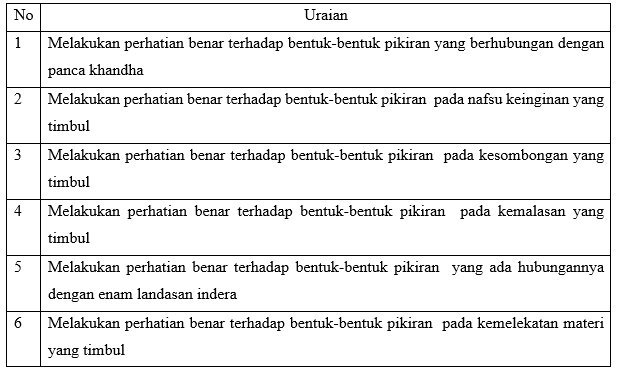 No Uraian
1 Melakukan perhatian benar terhadap bentuk-bentuk pikiran yang berhubungan dengan
panca khandha
2 Melakukan perhatian benar terhadap bentuk-bentuk pikiran pada nafsu keinginan yang
timbul
3 Melakukan perhatian benar terhadap bentuk-bentuk pikiran pada kesombongan yang
timbul
4 Melakukan perhatian benar terhadap bentuk-bentuk pikiran pada kemalasan yang
timbul
5 Melakukan perhatian benar terhadap bentuk-bentuk pikiran yang ada hubungannya
dengan enam landasan indera
6 Melakukan perhatian benar terhadap bentuk-bentuk pikiran pada kemelekatan materi
yang timbul